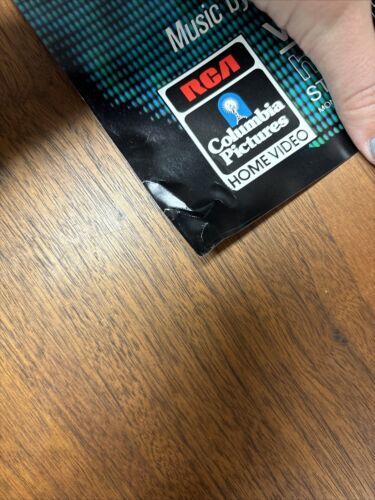 Music by
RCA
Columbia
Pictures
HOME VIDEO